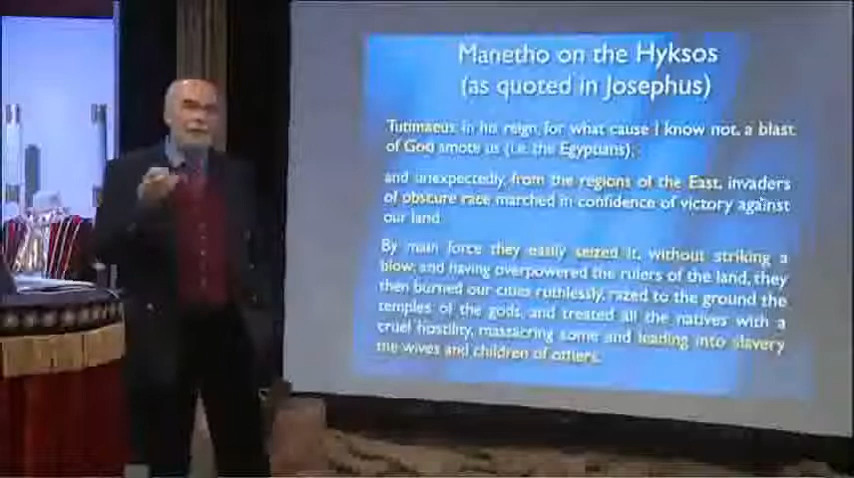 Manetho on the Hyksos
(as quoted in Josephus)
Tutimaeus. in his reign, for what cause I know not, a blast
of God smote us (i.e. the Egyptians);
and unexpectedly, from the regions of the East, invaders
of obscure race marched in confidence of victory against
our land.
By main force they easily seized it, without striking a
blow; and having overpowered the rulers of the land, they
then burned our cities ruthlessly, razed to the ground the
temples of the gods, and treated all the natives with a
cruel hostility, massacring some and leading into slavery
the wives and children of others.